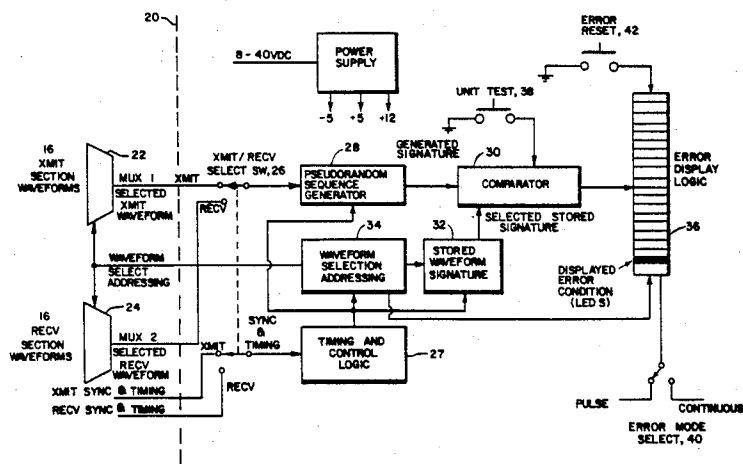 20
8-40VDC
POWER
SUPPLY
-5 +5 +12
ERROR
RESET, 42
UNIT TEST, 38
16
XMIT
SECTION
WAVEFORMS
22
MUX 1
SELECTED
XMIT
WAVEFORM
XMIT
XMIT/RECV
SELECT SW, 26
RECV
28
PSEUDORANDOM
SEQUENCE
GENERATOR
GENERATED
SIGNATURE
30
COMPARATOR
SELECTED STORED
SIGNATURE
ERROR
DISPLAY
LOGIC
36
WAVEFORM
SELECT
ADDRESSING
34
WAVEFORM
SELECTION
ADDRESSING
32
STORED
WAVEFORM
SIGNATURE
DISPLAYED
ERROR
CONDITION
(LED S)
16
RECV
SECTION
WAVEFORMS
24
MUX 2
SELECTED
RECV
WAVEFORM
XMIT
SYNC
&
TIMING
TIMING AND
CONTROL
LOGIC
27
RECV
XMIT SYNC & TIMING
RECV SYNC & TIMING
PULSE
CONTINUOUS
ERROR MODE
SELECT, 40